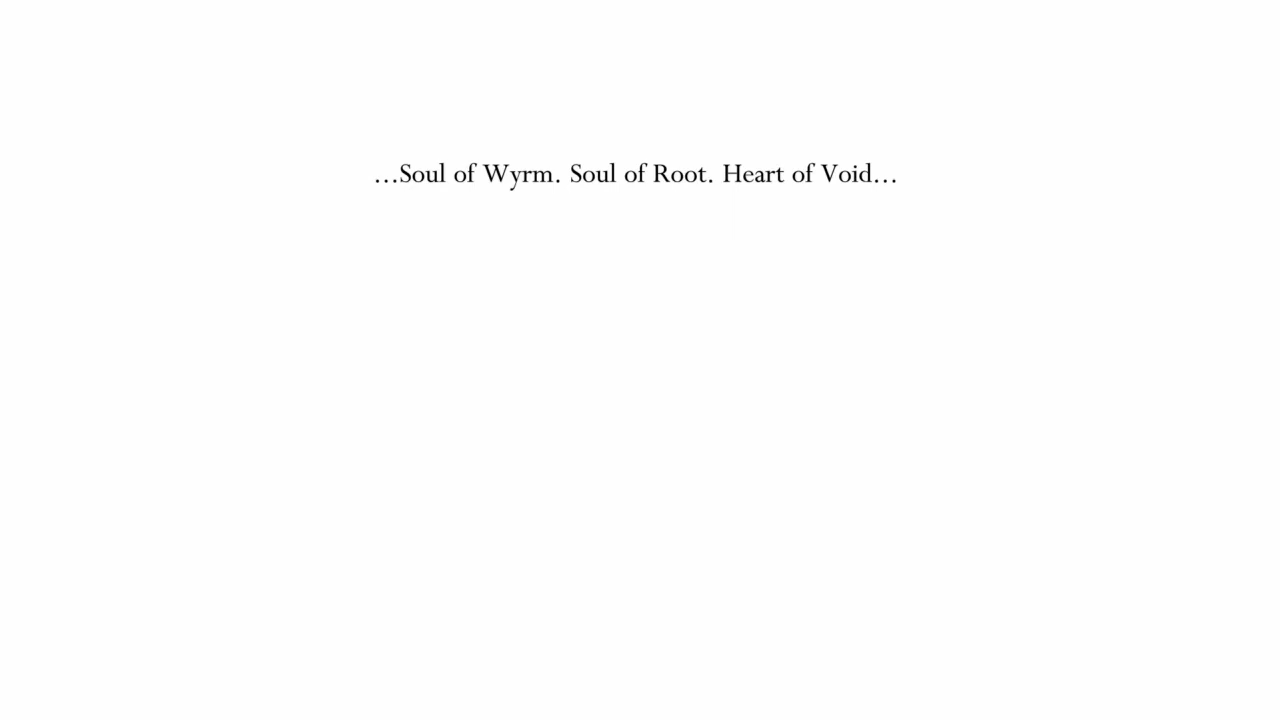 …Soul of Wyrm. Soul of Root. Heart of Void…